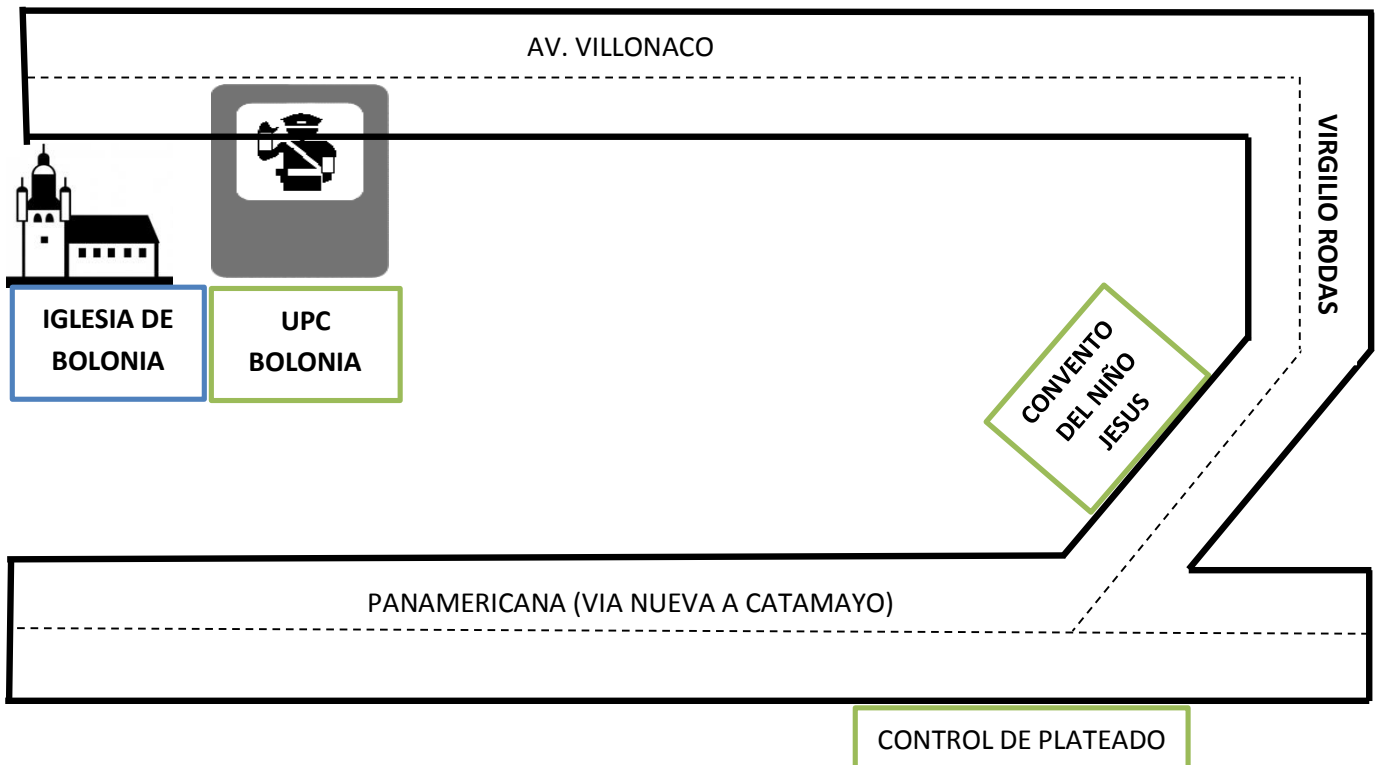 AV. VILLONACO
VIRGILIO RODAS
IGLESIA DE
BOLONIA
UPC
BOLONIA
CONVENTO
DEL NIÑO
JESUS
PANAMERICANA (VIA NUEVA A CATAMAYO)
CONTROL DE PLATEADO